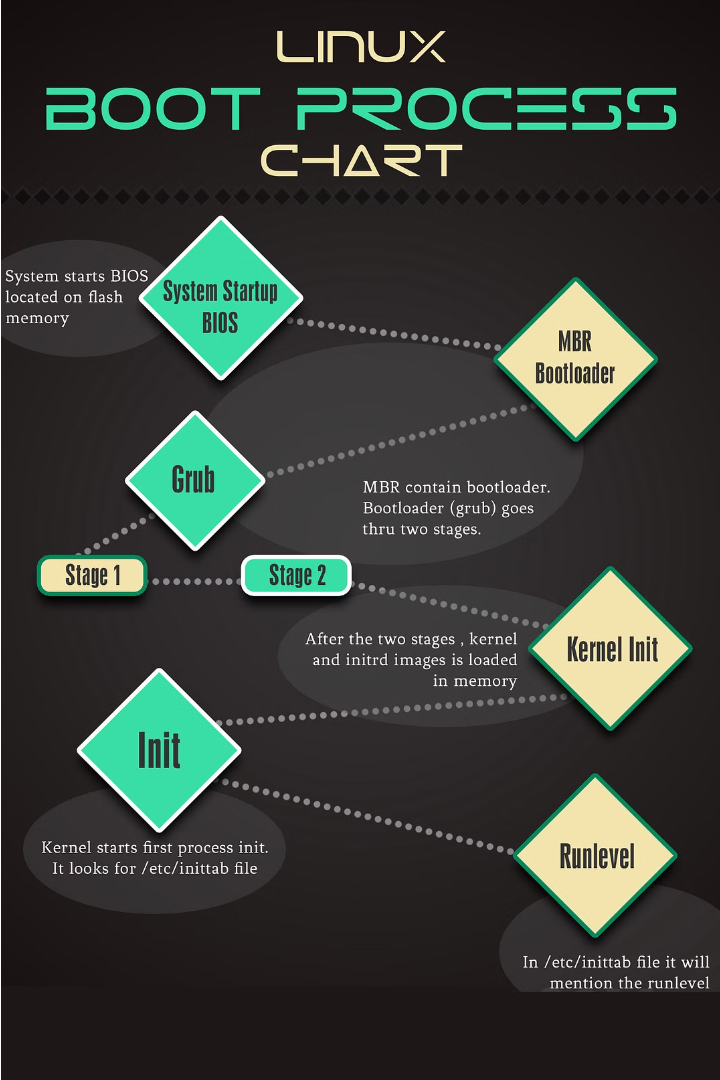 LINUX
BOOT PROCESS
CHART
System starts BIOS
located on flash
memory
System Startup
BIOS
MBR
Bootloader
Grub
MBR contain bootloader.
Bootloader (grub) goes
thru two stages.
Stage 1
Stage 2
After the two stages , kernel
and initrd images is loaded
in memory
Kernel Init
Init
Kernel starts first process init.
It looks for /etc/inittab file
Runlevel
In /etc/inittab file it will
mention the runlevel